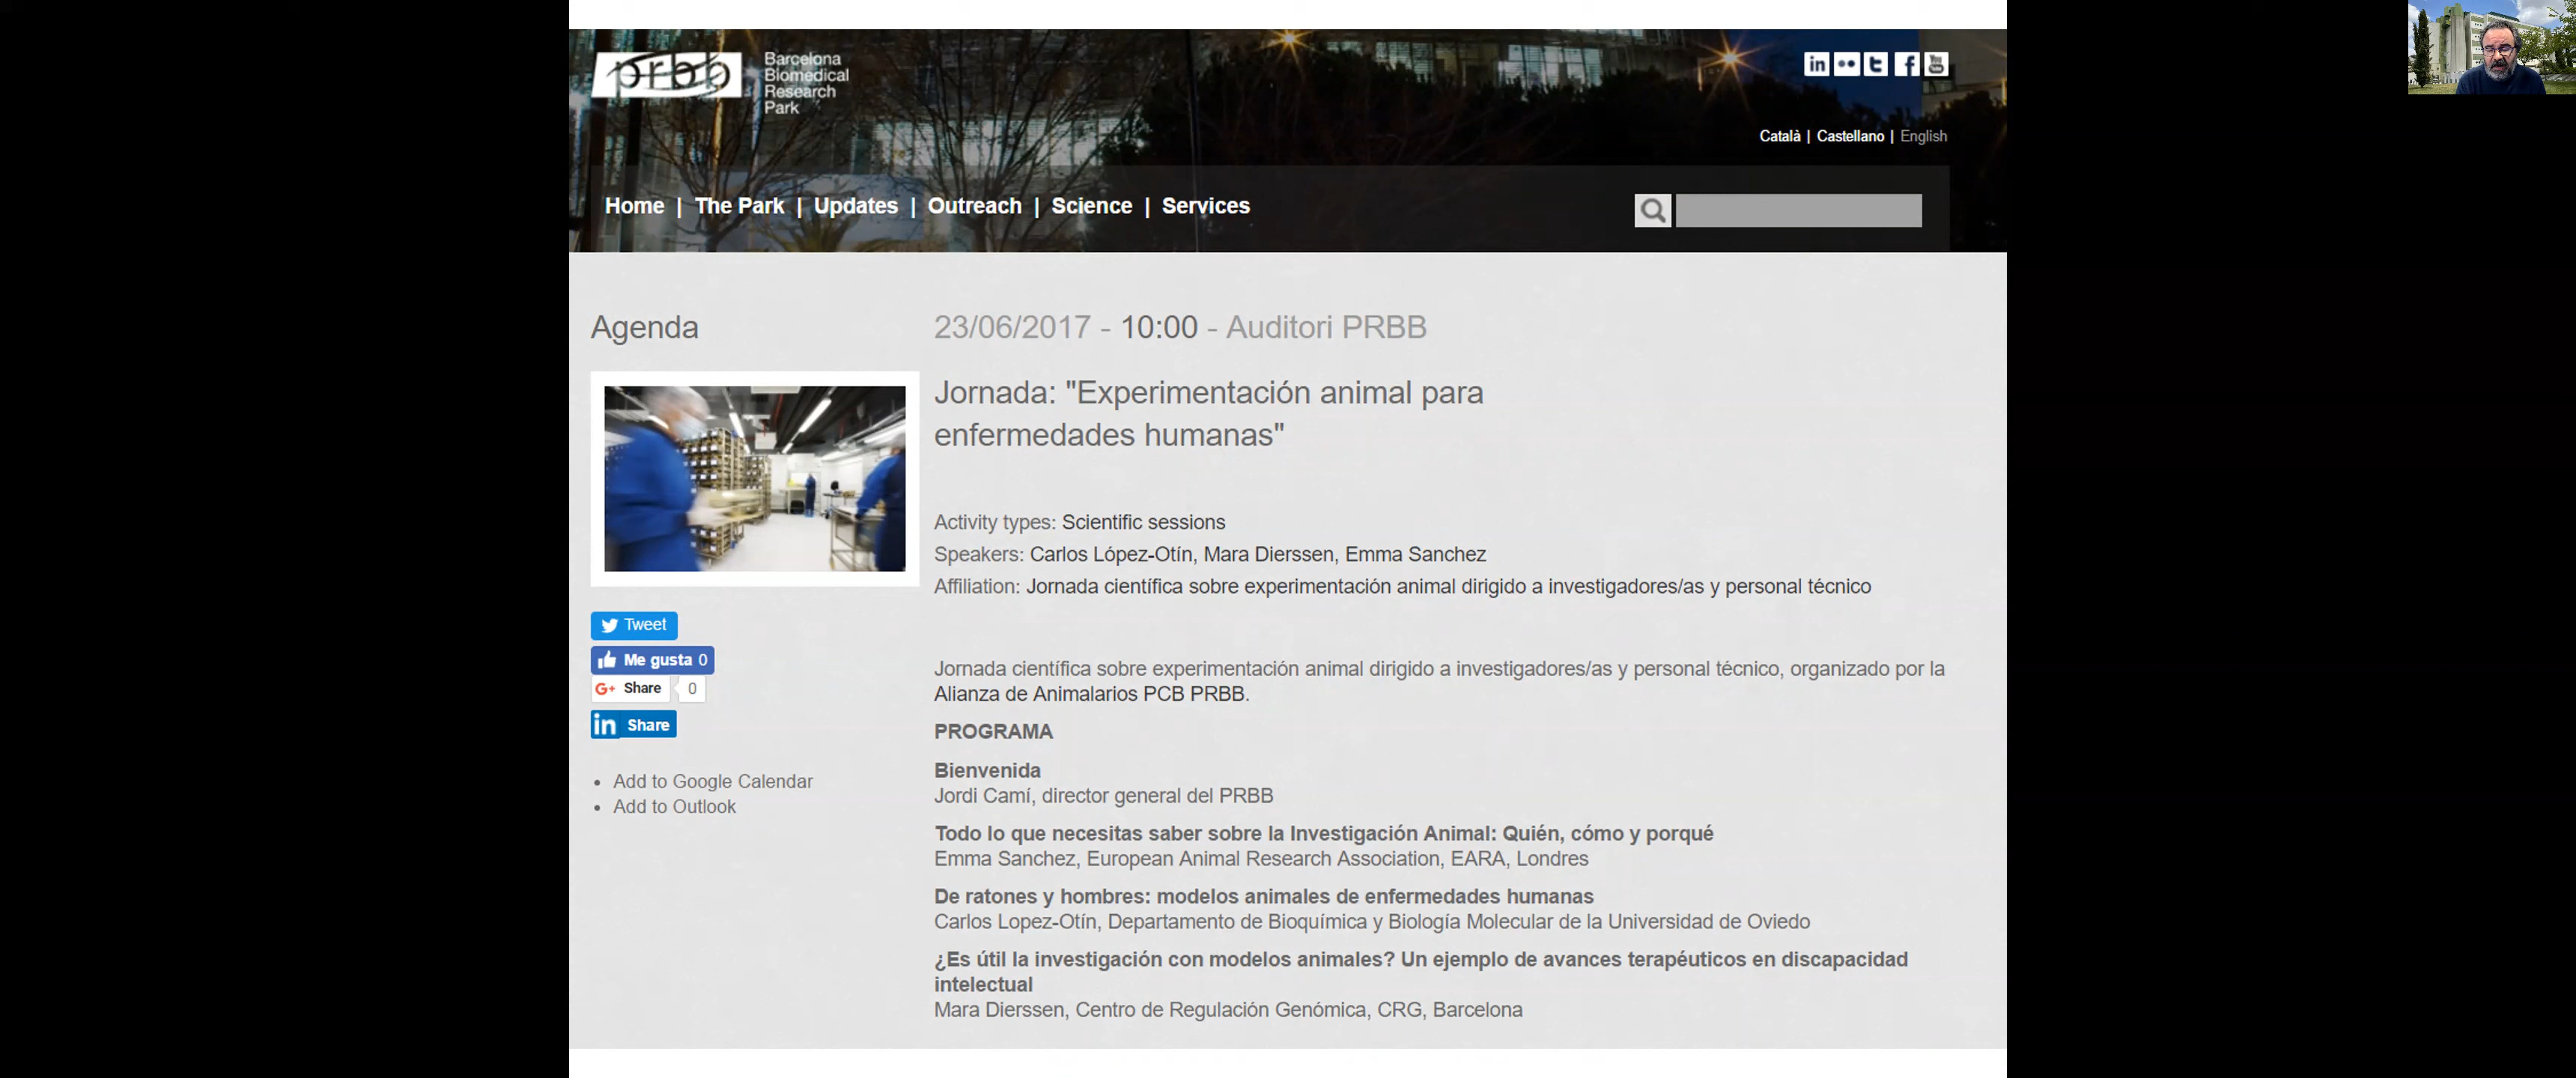 prbb
Barcelona
Biomedical
Research
Park
Català | Castellano | English
Home | The Park | Updates | Outreach | Science | Services
Agenda
23/06/2017 - 10:00 - Auditori PRBB
Jornada: "Experimentación animal para
enfermedades humanas"
Activity types: Scientific sessions
Speakers: Carlos López-Otín, Mara Dierssen, Emma Sanchez
Affiliation: Jornada científica sobre experimentación animal dirigido a investigadores/as y personal técnico
Tweet
Me gusta 0
G+ Share 0
in Share
Add to Google Calendar
Add to Outlook
Jornada científica sobre experimentación animal dirigido a investigadores/as y personal técnico, organizado por la
Alianza de Animalarios PCB PRBB.
PROGRAMA
Bienvenida
Jordi Camí, director general del PRBB
Todo lo que necesitas saber sobre la Investigación Animal: Quién, cómo y porqué
Emma Sanchez, European Animal Research Association, EARA, Londres
De ratones y hombres: modelos animales de enfermedades humanas
Carlos Lopez-Otín, Departamento de Bioquímica y Biología Molecular de la Universidad de Oviedo
¿Es útil la investigación con modelos animales? Un ejemplo de avances terapéuticos en discapacidad
intelectual
Mara Dierssen, Centro de Regulación Genómica, CRG, Barcelona